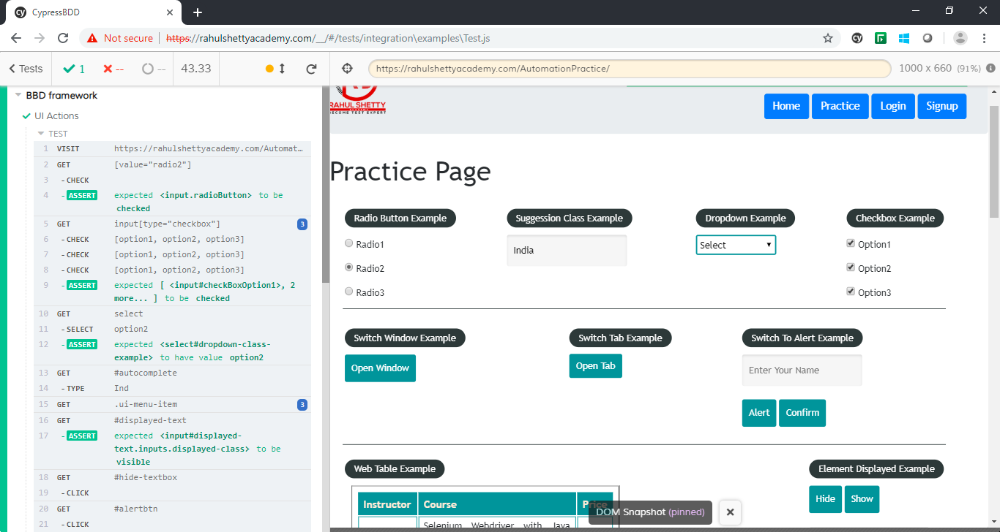 CypressBDD
Not secure https://rahulshettyacademy.com/__/#/tests/integration\examples\Test.js
Tests 1 -- -- 43.33
https://rahulshettyacademy.com/AutomationPractice/ 1000 x 660 (91%)
BBD framework
UI Actions
TEST
1 VISIT https://rahulshettyacademy.com/Automat…
2 GET [value="radio2"]
3 - CHECK
4 - ASSERT expected <input.radioButton> to be
checked
5 GET input[type="checkbox"] 3
6 - CHECK [option1, option2, option3]
7 - CHECK [option1, option2, option3]
8 - CHECK [option1, option2, option3]
9 - ASSERT expected [ <input#checkBoxOption1>, 2
more... ] to be checked
10 GET select
11 - SELECT option2
12 - ASSERT expected <select#dropdown-class-
example> to have value option2
13 GET #autocomplete
14 - TYPE Ind
15 GET .ui-menu-item 3
16 GET #displayed-text
17 - ASSERT expected <input#displayed-
text.inputs.displayed-class> to be
visible
18 GET #hide-textbox
19 - CLICK
20 GET #alertbtn
21 - CLICK
RAHUL SHETTY
ACADEMY
BECOME TEST EXPERT
Home Practice Login Signup
Practice Page
Radio Button Example Suggession Class Example Dropdown Example Checkbox Example
Radio1 India Select Option1
Radio2 Option2
Radio3 Option3
Switch Window Example Switch Tab Example Switch To Alert Example
Open Window Open Tab Enter Your Name
Alert Confirm
Web Table Example Element Displayed Example
Instructor Course Price Hide Show
Selenium Webdriver with Java
DOM Snapshot (pinned)